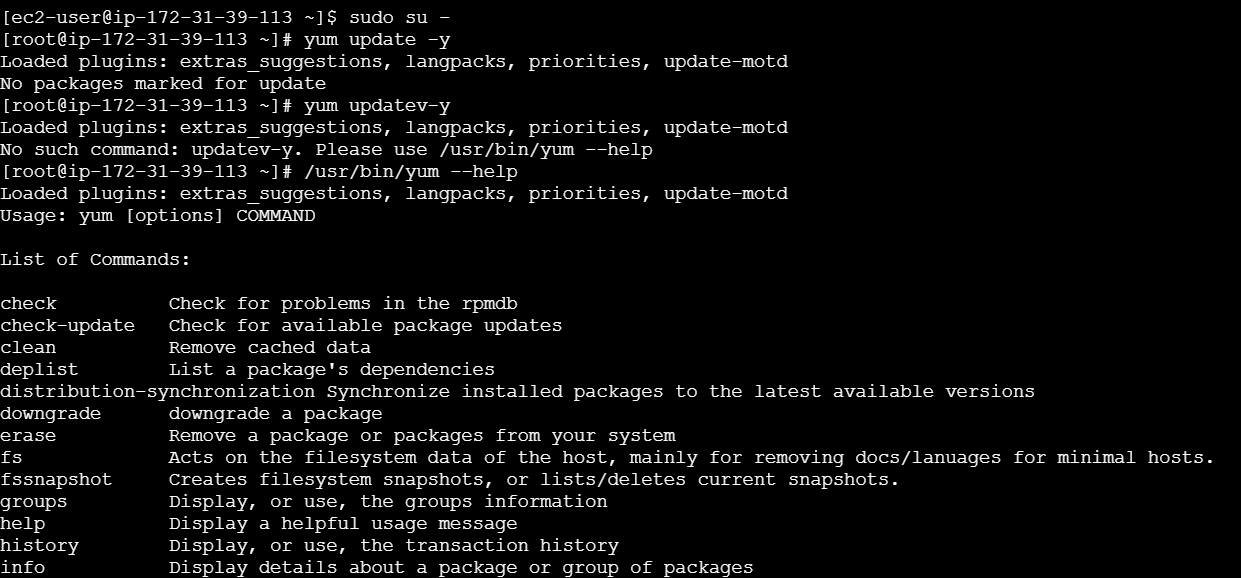 [ec2-user@ip-172-31-39-113 ~]$ sudo su -
[root@ip-172-31-39-113 ~]# yum update -y
Loaded plugins: extras_suggestions, langpacks, priorities, update-motd
No packages marked for update
[root@ip-172-31-39-113 ~]# yum updatev-y
Loaded plugins: extras_suggestions, langpacks, priorities, update-motd
No such command: updatev-y. Please use /usr/bin/yum --help
[root@ip-172-31-39-113 ~]# /usr/bin/yum --help
Loaded plugins: extras_suggestions, langpacks, priorities, update-motd
Usage: yum [options] COMMAND

List of Commands:

check          Check for problems in the rpmdb
check-update   Check for available package updates
clean          Remove cached data
deplist        List a package's dependencies
distribution-synchronization Synchronize installed packages to the latest available versions
downgrade      downgrade a package
erase          Remove a package or packages from your system
fs             Acts on the filesystem data of the host, mainly for removing docs/lanuages for minimal hosts.
fssnapshot     Creates filesystem snapshots, or lists/deletes current snapshots.
groups         Display, or use, the groups information
help           Display a helpful usage message
history        Display, or use, the transaction history
info           Display details about a package or group of packages